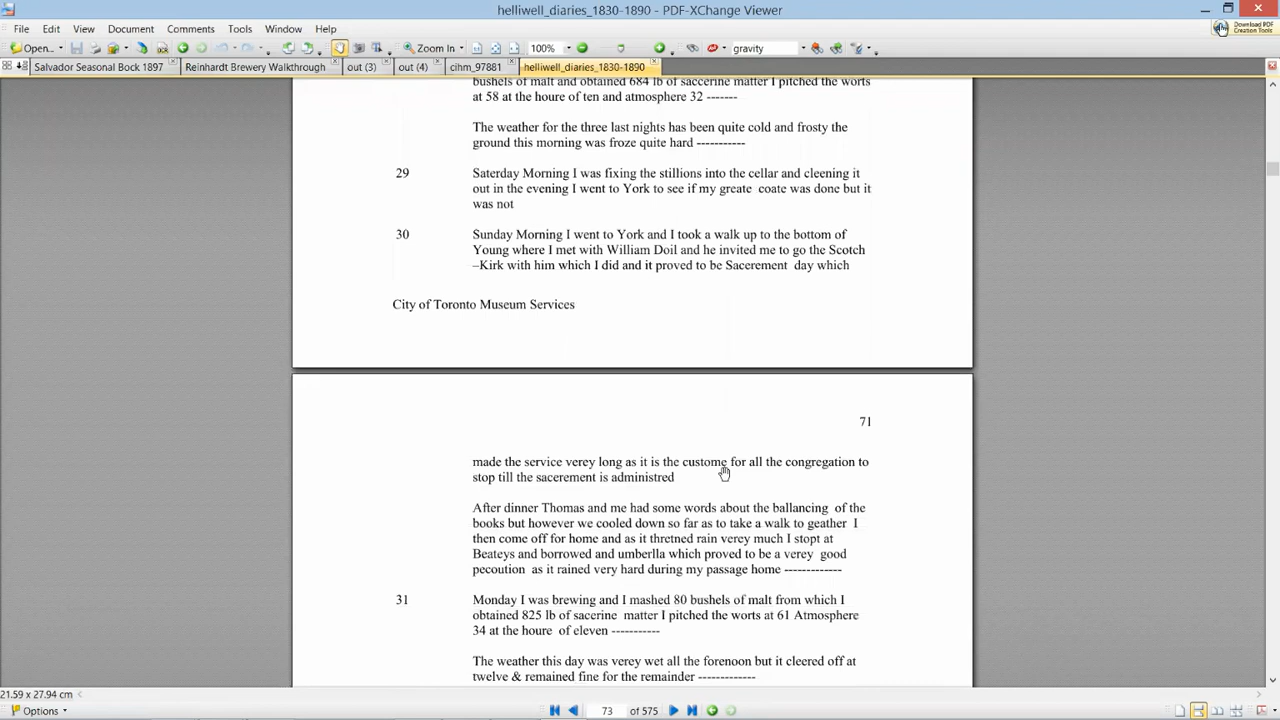 helliwell_diaries_1830-1890 - PDF-XChange Viewer
File Edit View Document Comments Tools Window Help
Download PDF
Creation Tools
Open... Zoom In 100% gravity
Salvador Seasonal Bock 1897 Reinhardt Brewery Walkthrough out (3) out (4) cihm_97881 helliwell_diaries_1830-1890
bushels of malt and obtained 684 lb of saccerine matter I pitched the worts
at 58 at the houre of ten and atmosphere 32 -------
The weather for the three last nights has been quite cold and frosty the
ground this morning was froze quite hard -----------
29 Saterday Morning I was fixing the stillions into the cellar and cleening it
out in the evening I went to York to see if my greate coate was done but it
was not
30 Sunday Morning I went to York and I took a walk up to the bottom of
Young where I met with William Doil and he invited me to go the Scotch
–Kirk with him which I did and it proved to be Sacerement day which
City of Toronto Museum Services
71
made the service verey long as it is the custome for all the congregation to
stop till the sacerement is administred
After dinner Thomas and me had some words about the ballancing of the
books but however we cooled down so far as to take a walk to geather I
then come off for home and as it thretned rain verey much I stopt at
Beateys and borrowed and umberlla which proved to be a verey good
pecoution as it rained very hard during my passage home -------------
31 Monday I was brewing and I mashed 80 bushels of malt from which I
obtained 825 lb of sacerine matter I pitched the worts at 61 Atmosphere
34 at the houre of eleven -----------
The weather this day was verey wet all the forenoon but it cleered off at
twelve & remained fine for the remainder -------------
21.59 x 27.94 cm
Options 73 of 575